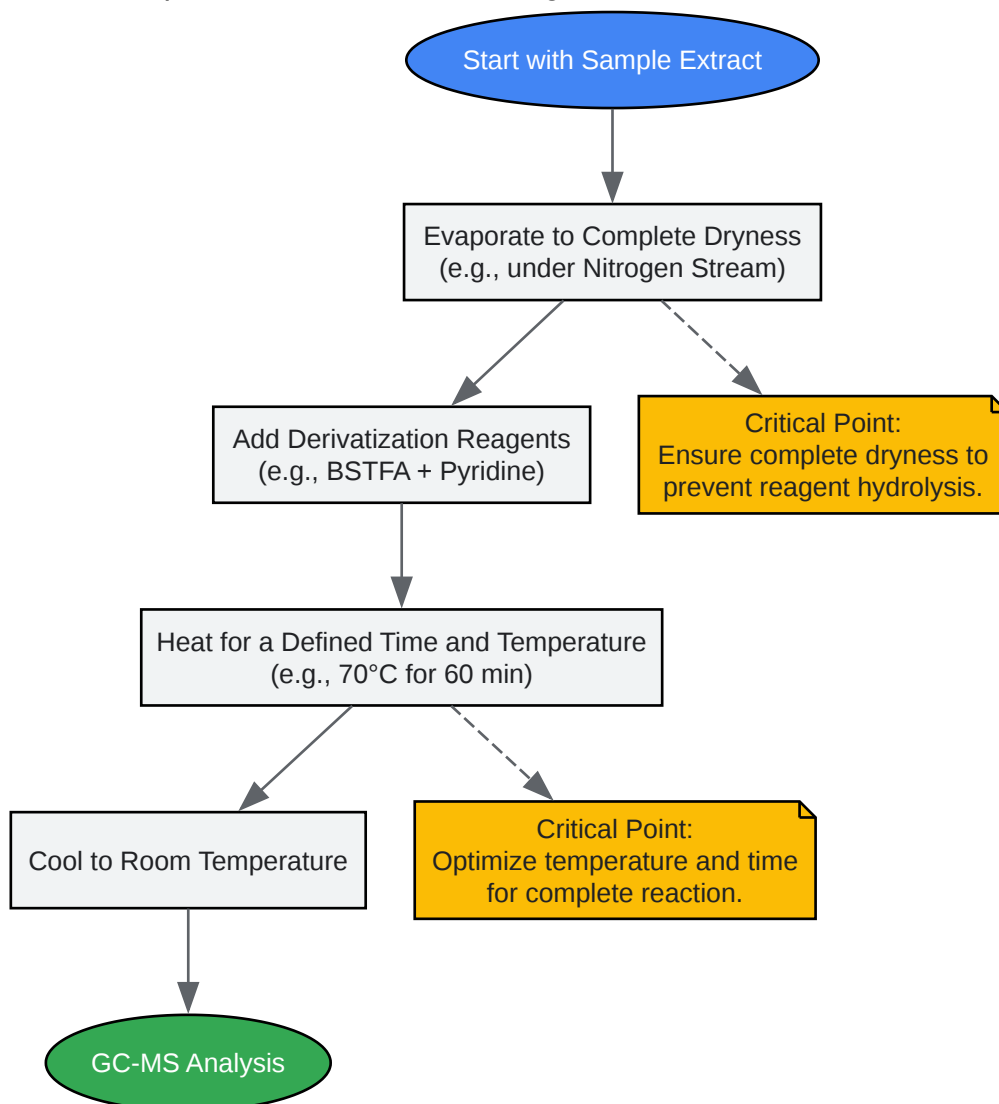 Start with Sample Extract
Evaporate to Complete Dryness
(e.g., under Nitrogen Stream)
Add Derivatization Reagents
(e.g., BSTFA + Pyridine)
Critical Point:
Ensure complete dryness to
prevent reagent hydrolysis.
Heat for a Defined Time and Temperature
(e.g., 70°C for 60 min)
Cool to Room Temperature
Critical Point:
Optimize temperature and time
for complete reaction.
GC-MS Analysis